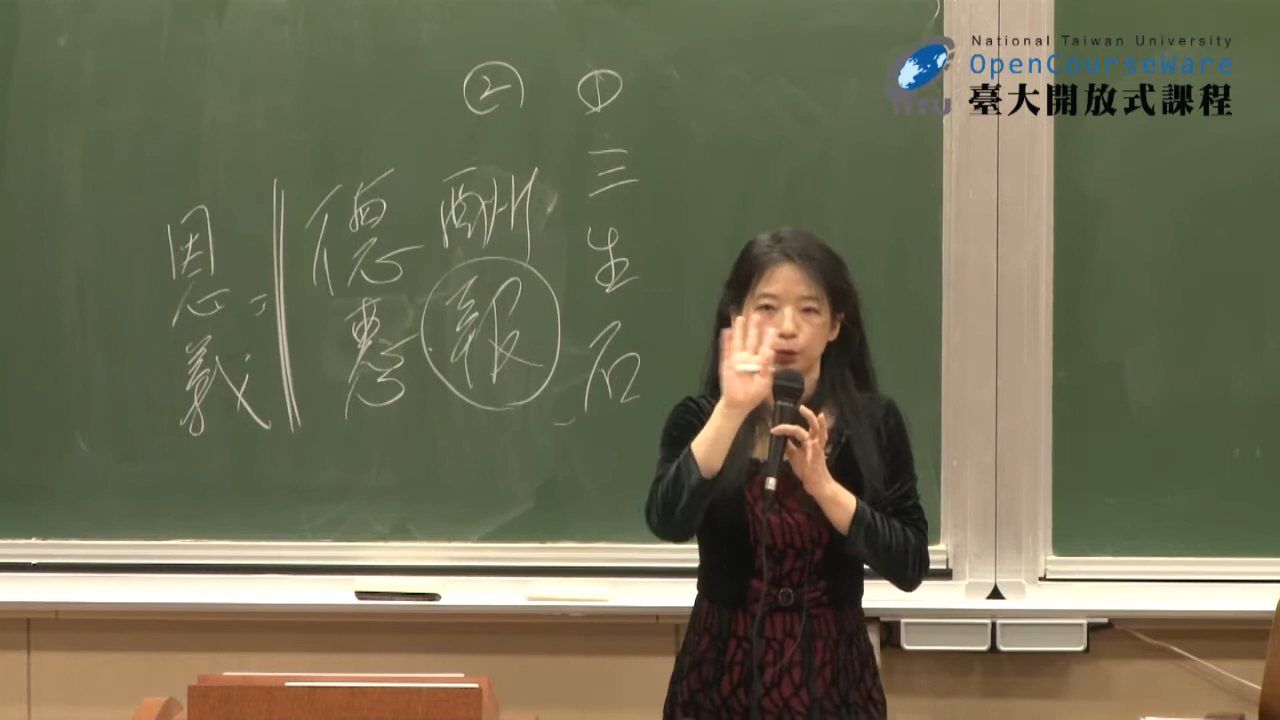 National Taiwan University
OpenCourseWare
臺大開放式課程
NTU
① 三生石
② 酬報
德惠
恩、義